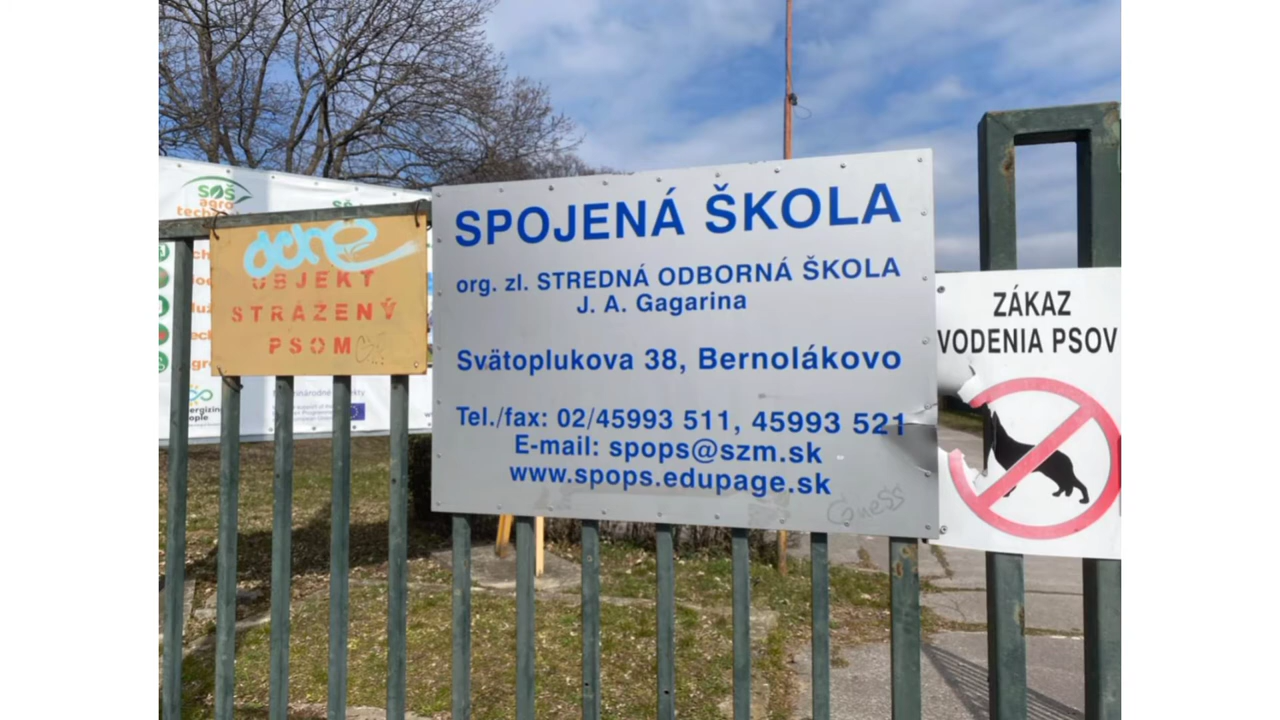 SOŠ
agro
OBJEKT
STRÁŽENÝ
PSOM
SPOJENÁ ŠKOLA
org. zl. STREDNÁ ODBORNÁ ŠKOLA
J. A. Gagarina
Svätoplukova 38, Bernolákovo
Tel./fax: 02/45993 511, 45993 521
E-mail: spops@szm.sk
www.spops.edupage.sk
Guess
ZÁKAZ
VODENIA PSOV